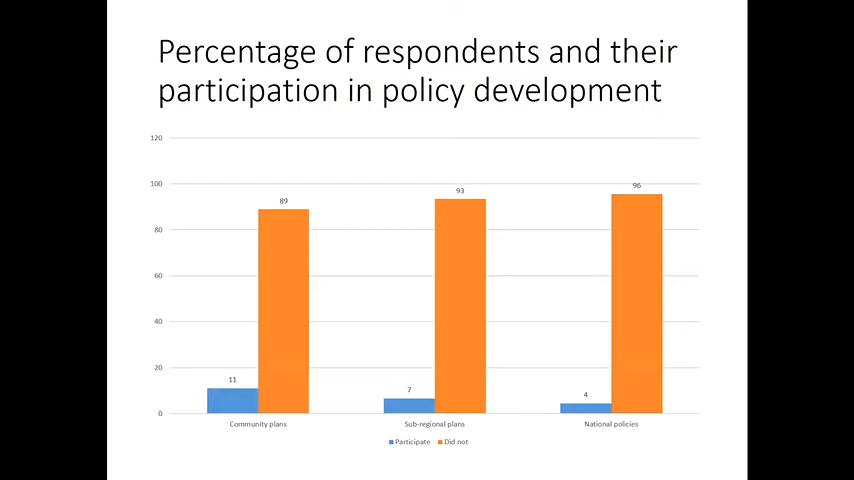 Percentage of respondents and their
participation in policy development
120
100
80
60
40
20
0
11
89
7
93
4
96
Community plans
Sub-regional plans
National policies
Participate
Did not